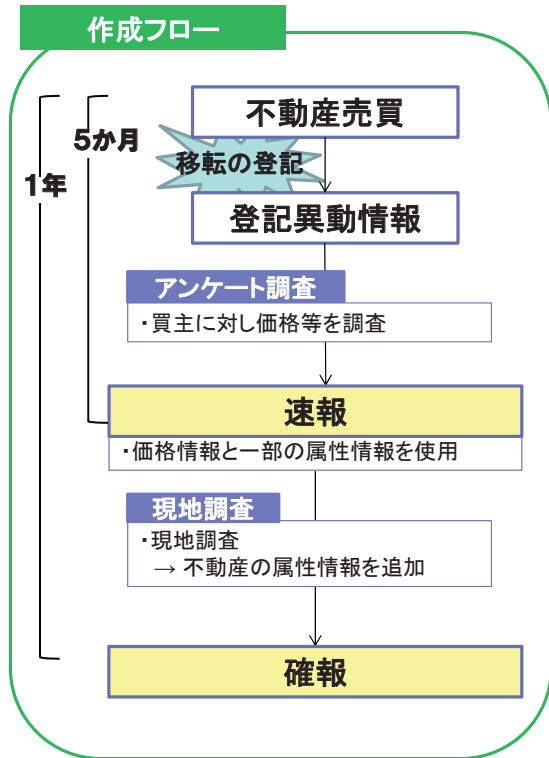 作成フロー
不動産売買
5か月
移転の登記
1年
登記異動情報
アンケート調査
・買主に対し価格等を調査
速報
・価格情報と一部の属性情報を使用
現地調査
・現地調査
→ 不動産の属性情報を追加
確報